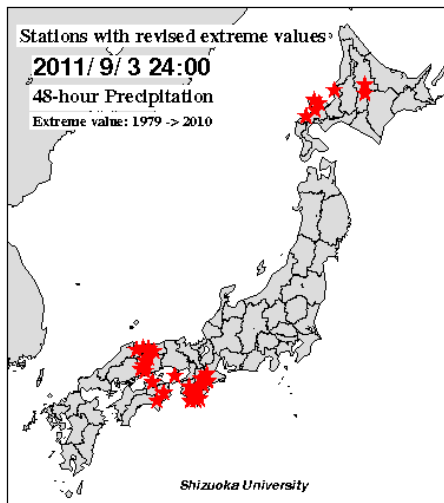 Stations with revised extreme values
2011/ 9/ 3 24:00
48-hour Precipitation
Extreme value: 1979 -> 2010
Shizuoka University